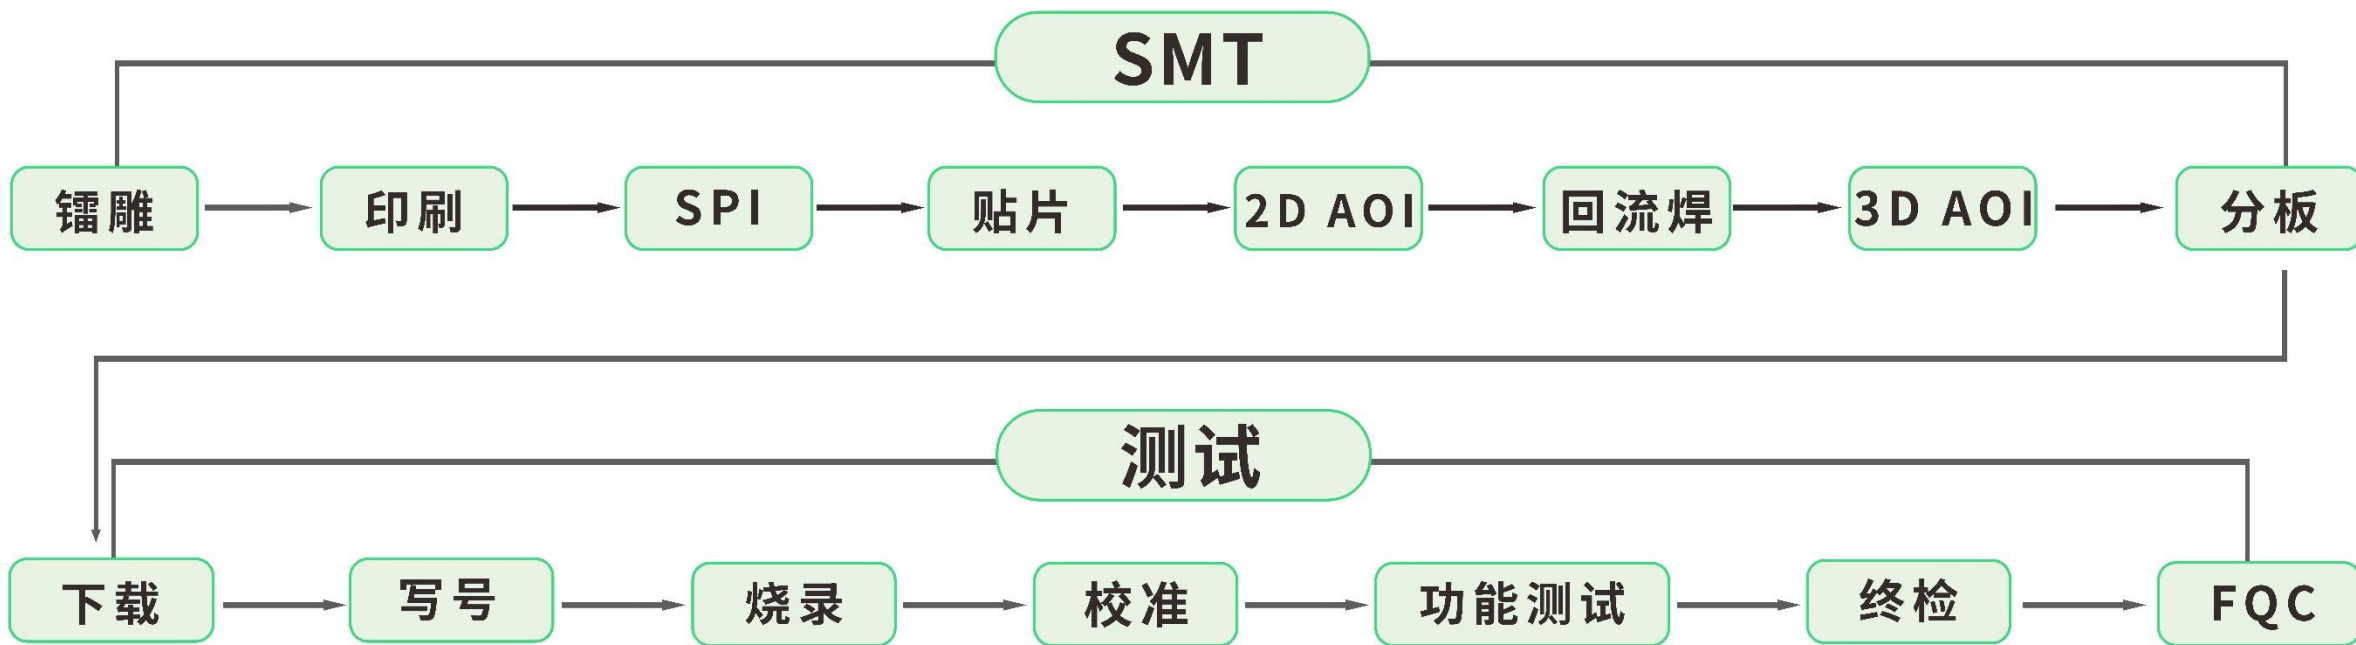 SMT
镭雕
印刷
SPI
贴片
2D AOI
回流焊
3D AOI
分板
测试
下载
写号
烧录
校准
功能测试
终检
FQC